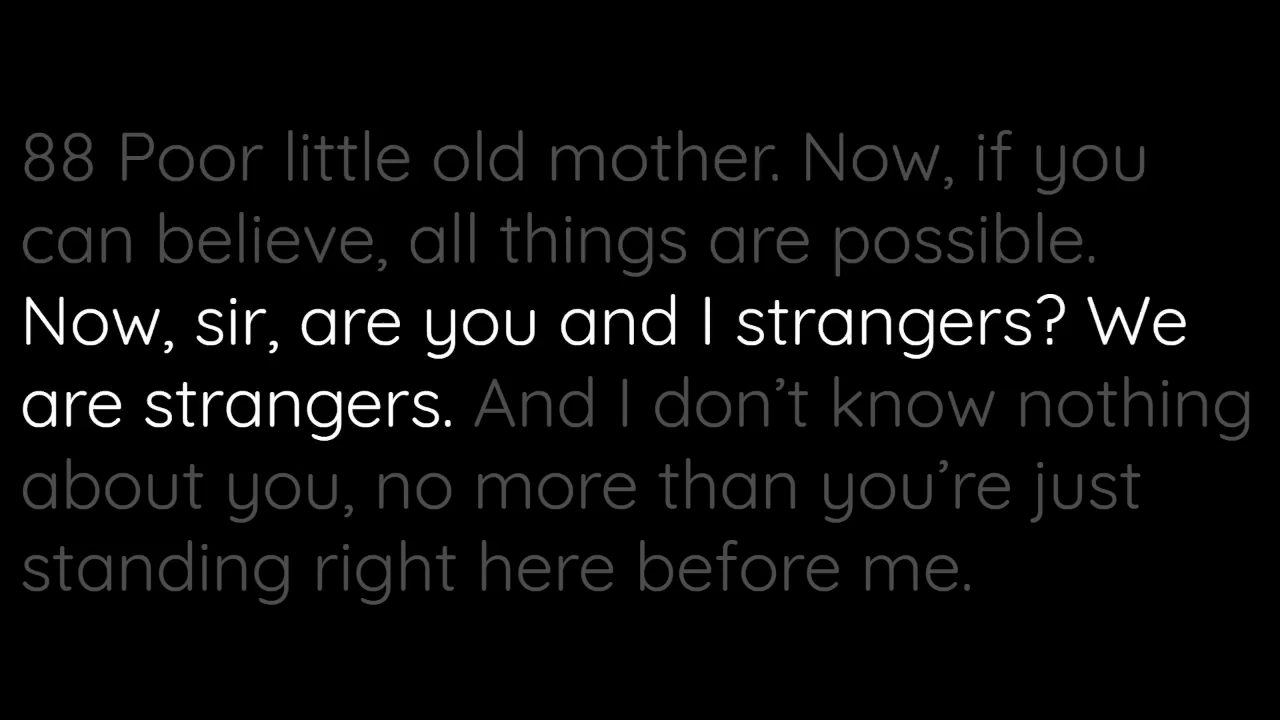 88 Poor little old mother. Now, if you
can believe, all things are possible.
Now, sir, are you and I strangers? We
are strangers. And I don’t know nothing
about you, no more than you’re just
standing right here before me.